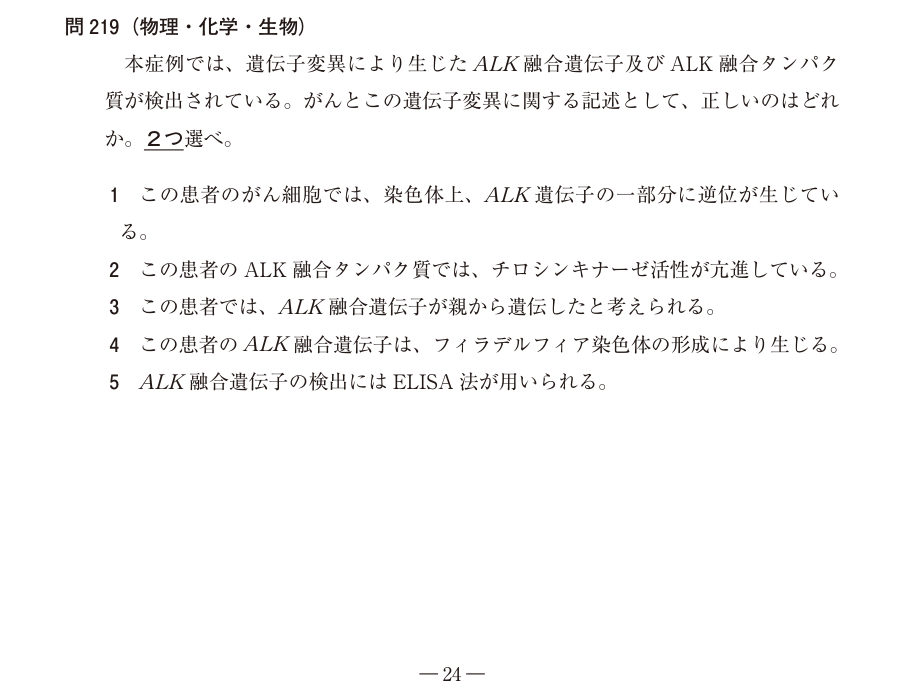 問 219（物理・化学・生物）
本症例では、遺伝子変異により生じた ALK 融合遺伝子及び ALK 融合タンパク
質が検出されている。がんとこの遺伝子変異に関する記述として、正しいのはどれ
か。２つ選べ。
1 この患者のがん細胞では、染色体上、ALK 遺伝子の一部分に逆位が生じてい
る。
2 この患者の ALK 融合タンパク質では、チロシンキナーゼ活性が亢進している。
3 この患者では、ALK 融合遺伝子が親から遺伝したと考えられる。
4 この患者の ALK 融合遺伝子は、フィラデルフィア染色体の形成により生じる。
5 ALK 融合遺伝子の検出には ELISA 法が用いられる。
― 24 ―